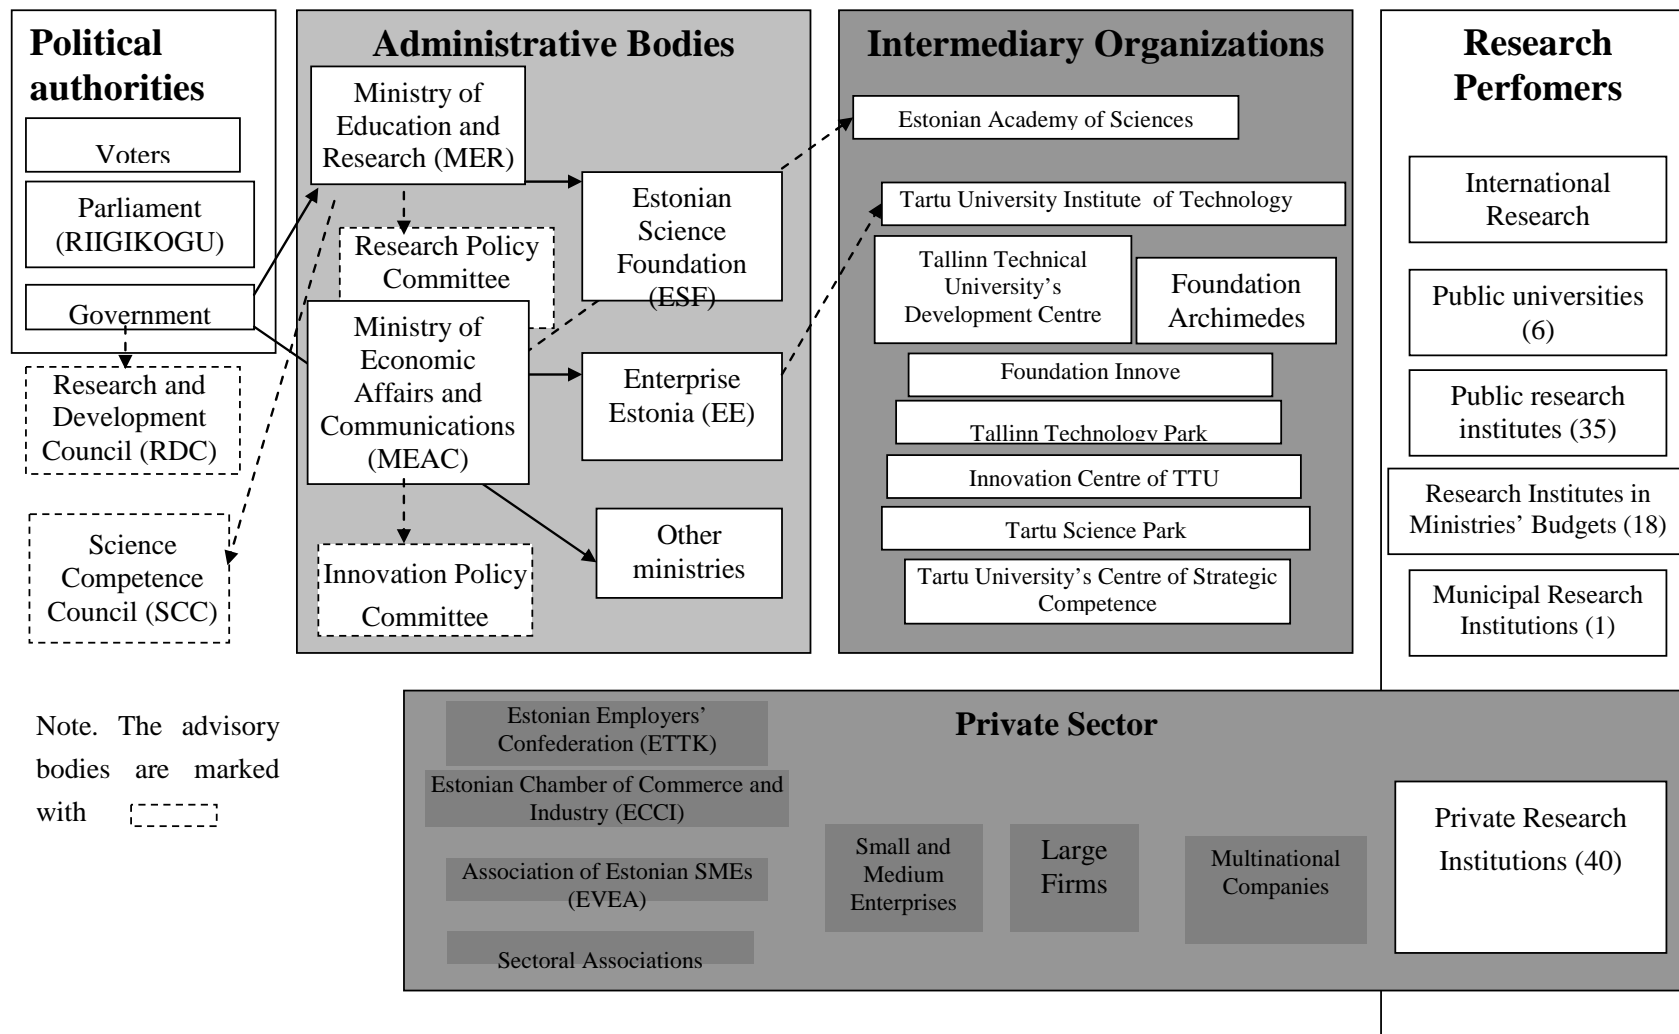 Political
authorities
Voters
Parliament
(RIIGIKOGU)
Government
Research and
Development
Council (RDC)
Science
Competence
Council (SCC)
Administrative Bodies
Ministry of
Education and
Research (MER)
Research Policy
Committee
Ministry of
Economic
Affairs and
Communications
(MEAC)
Innovation Policy
Committee
Estonian
Science
Foundation
(ESF)
Enterprise
Estonia (EE)
Other
ministries
Intermediary Organizations
Estonian Academy of Sciences
Tartu University Institute of Technology
Tallinn Technical
University’s
Development Centre
Foundation
Archimedes
Foundation Innove
Tallinn Technology Park
Innovation Centre of TTU
Tartu Science Park
Tartu University’s Centre of Strategic
Competence
Research
Perfomers
International
Research
Public universities
(6)
Public research
institutes (35)
Research Institutes in
Ministries’ Budgets (18)
Municipal Research
Institutions (1)
Note. The advisory
bodies are marked
with
Private Sector
Estonian Employers’
Confederation (ETTK)
Estonian Chamber of Commerce and
Industry (ECCI)
Association of Estonian SMEs
(EVEA)
Sectoral Associations
Small and
Medium
Enterprises
Large
Firms
Multinational
Companies
Private Research
Institutions (40)